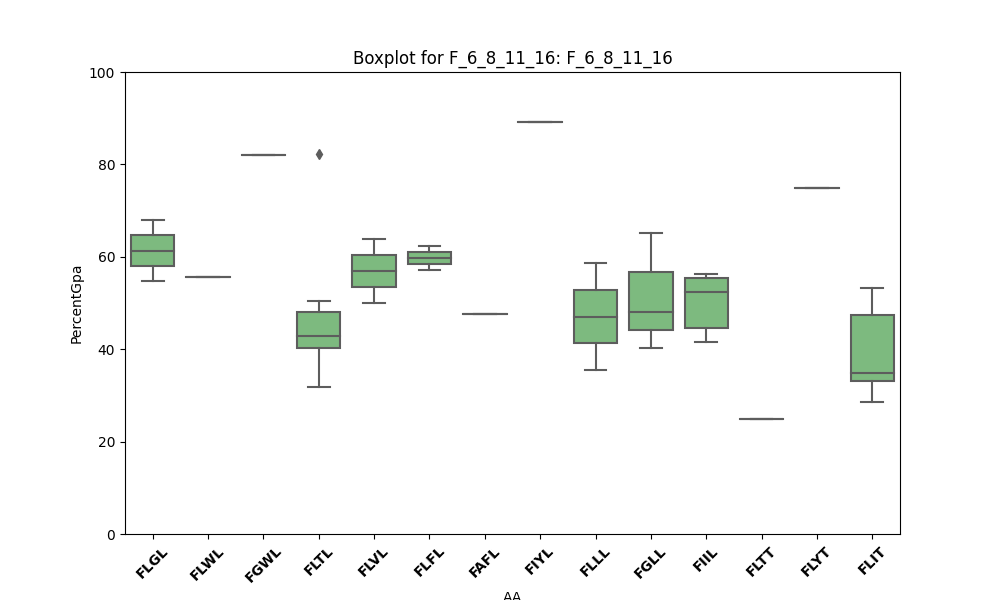 Boxplot for F_6_8_11_16: F_6_8_11_16
100
80
60
40
20
0
PercentGpa
FLGL
FLWL
FGWL
FLTL
FLVL
FLFL
FAFL
FIYL
FLLL
FGLL
FIIL
FLTT
FLYT
FLIT
AA